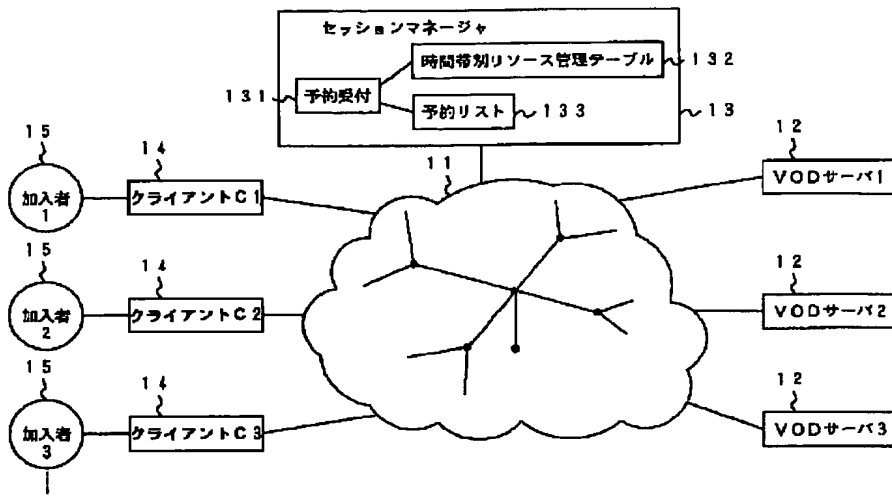 セッションマネージャ
時間帯別リソース管理テーブル
132
131
予約受付
予約リスト
133
13
15
14
11
12
加入者
1
クライアントC1
VODサーバ1
15
14
12
加入者
2
クライアントC2
VODサーバ2
15
14
12
加入者
3
クライアントC3
VODサーバ3